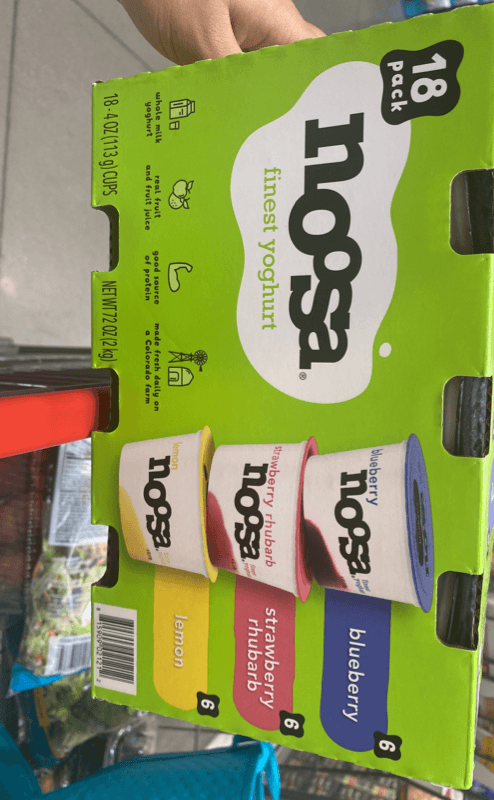 18
pack
noosa®
finest yoghurt
whole milk
yoghurt
real fruit
and fruit juice
good source
of protein
made fresh daily on
a Colorado farm
18-4 OZ (113 g) CUPS
NET WT 72 OZ (2 kg)
blueberry
noosa
strawberry rhubarb
noosa
lemon
noosa
blueberry
6
strawberry
rhubarb
6
lemon
6